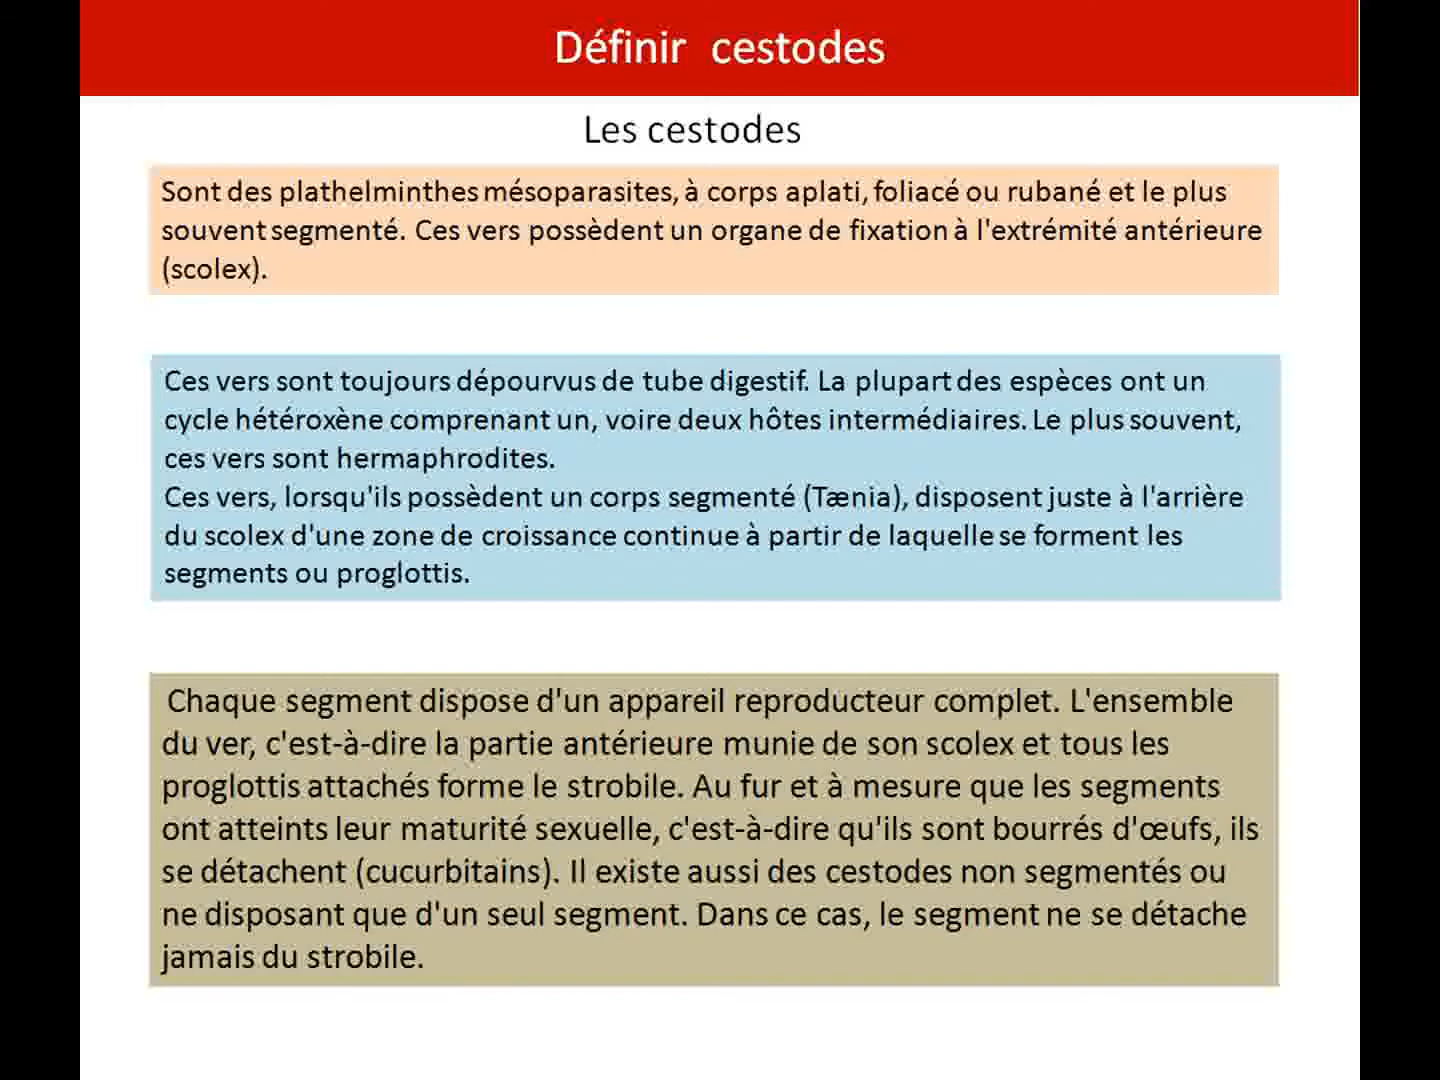 Définir cestodes
Les cestodes
Sont des plathelminthes mésoparasites, à corps aplati, foliacé ou rubané et le plus
souvent segmenté. Ces vers possèdent un organe de fixation à l'extrémité antérieure
(scolex).
Ces vers sont toujours dépourvus de tube digestif. La plupart des espèces ont un
cycle hétéroxène comprenant un, voire deux hôtes intermédiaires. Le plus souvent,
ces vers sont hermaphrodites.
Ces vers, lorsqu'ils possèdent un corps segmenté (Tænia), disposent juste à l'arrière
du scolex d'une zone de croissance continue à partir de laquelle se forment les
segments ou proglottis.
Chaque segment dispose d'un appareil reproducteur complet. L'ensemble
du ver, c'est-à-dire la partie antérieure munie de son scolex et tous les
proglottis attachés forme le strobile. Au fur et à mesure que les segments
ont atteints leur maturité sexuelle, c'est-à-dire qu'ils sont bourrés d'œufs, ils
se détachent (cucurbitains). Il existe aussi des cestodes non segmentés ou
ne disposant que d'un seul segment. Dans ce cas, le segment ne se détache
jamais du strobile.